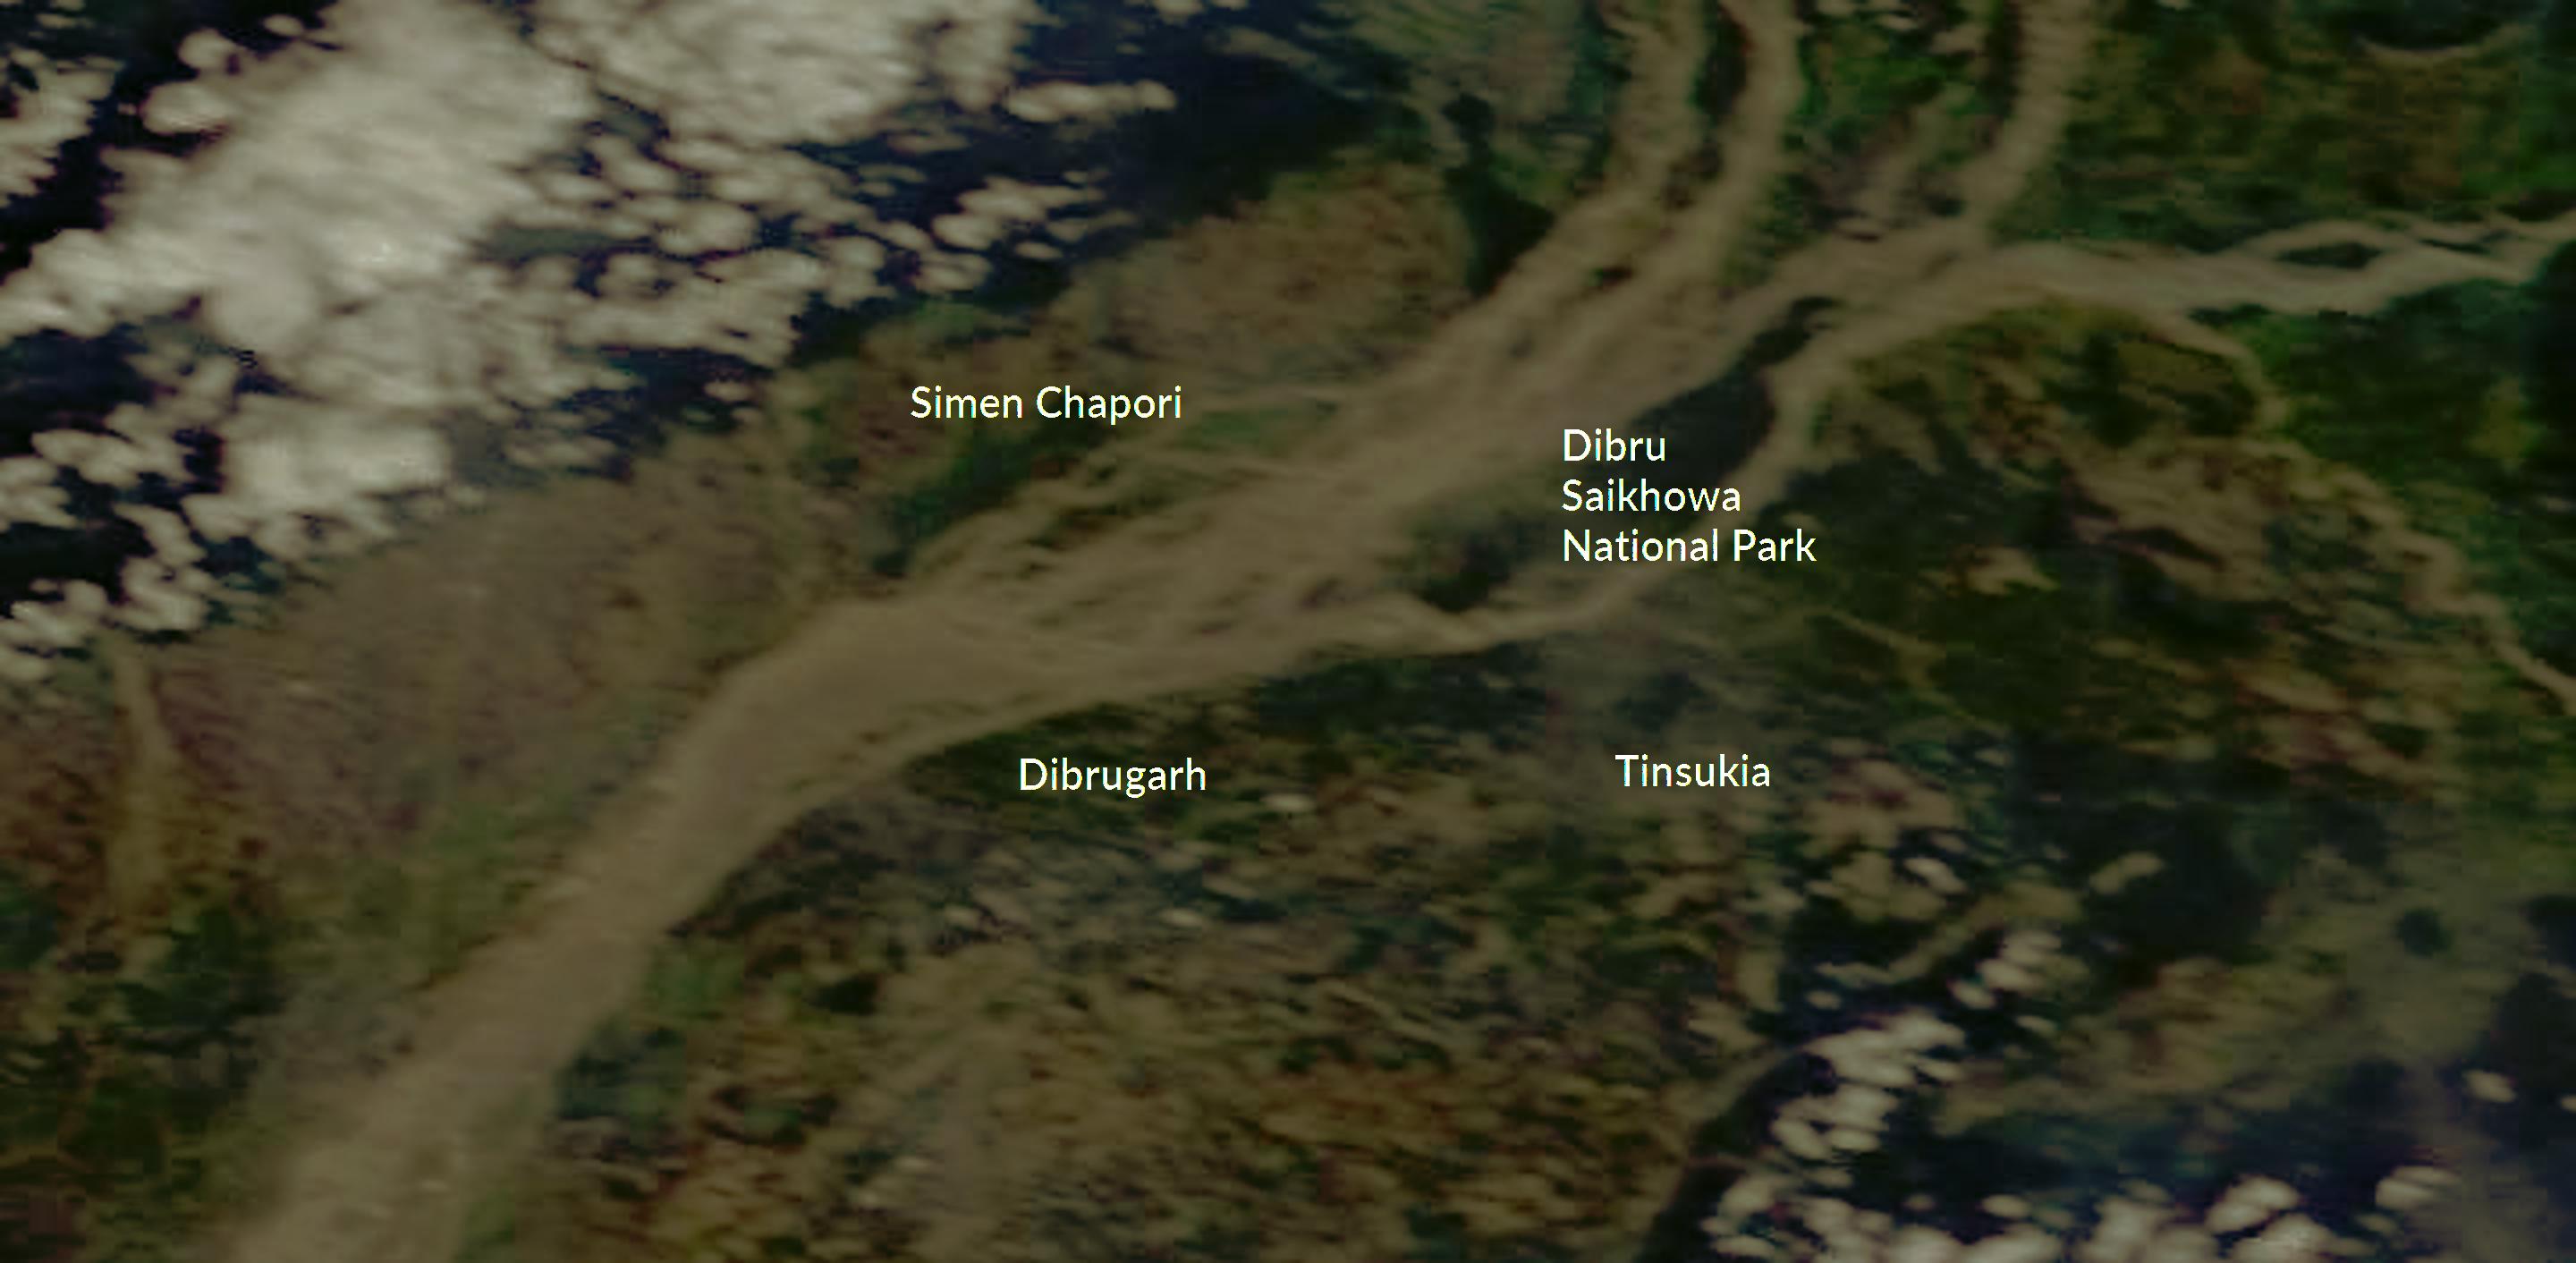 Simen Chapori
Dibru
Saikhowa
National Park
Dibrugarh
Tinsukia